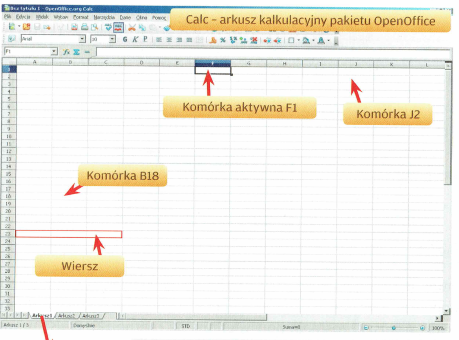 Bez tytułu 1 - OpenOffice.org Calc
Plik Edycja Widok Wstaw Format Narzędzia Dane Okno Pomoc
Calc – arkusz kalkulacyjny pakietu OpenOffice
Arial 10
F1
A B C D E F G H I J K L
1
2
3
4
5
6
7
8
9
10
11
12
13
14
15
16
17
18
19
20
21
22
23
24
25
26
27
28
29
30
31
32
33
Komórka aktywna F1
Komórka J2
Komórka B18
Wiersz
Arkusz1 Arkusz2 Arkusz3
Arkusz 1 / 3 Domyślnie STD Suma=0 100%